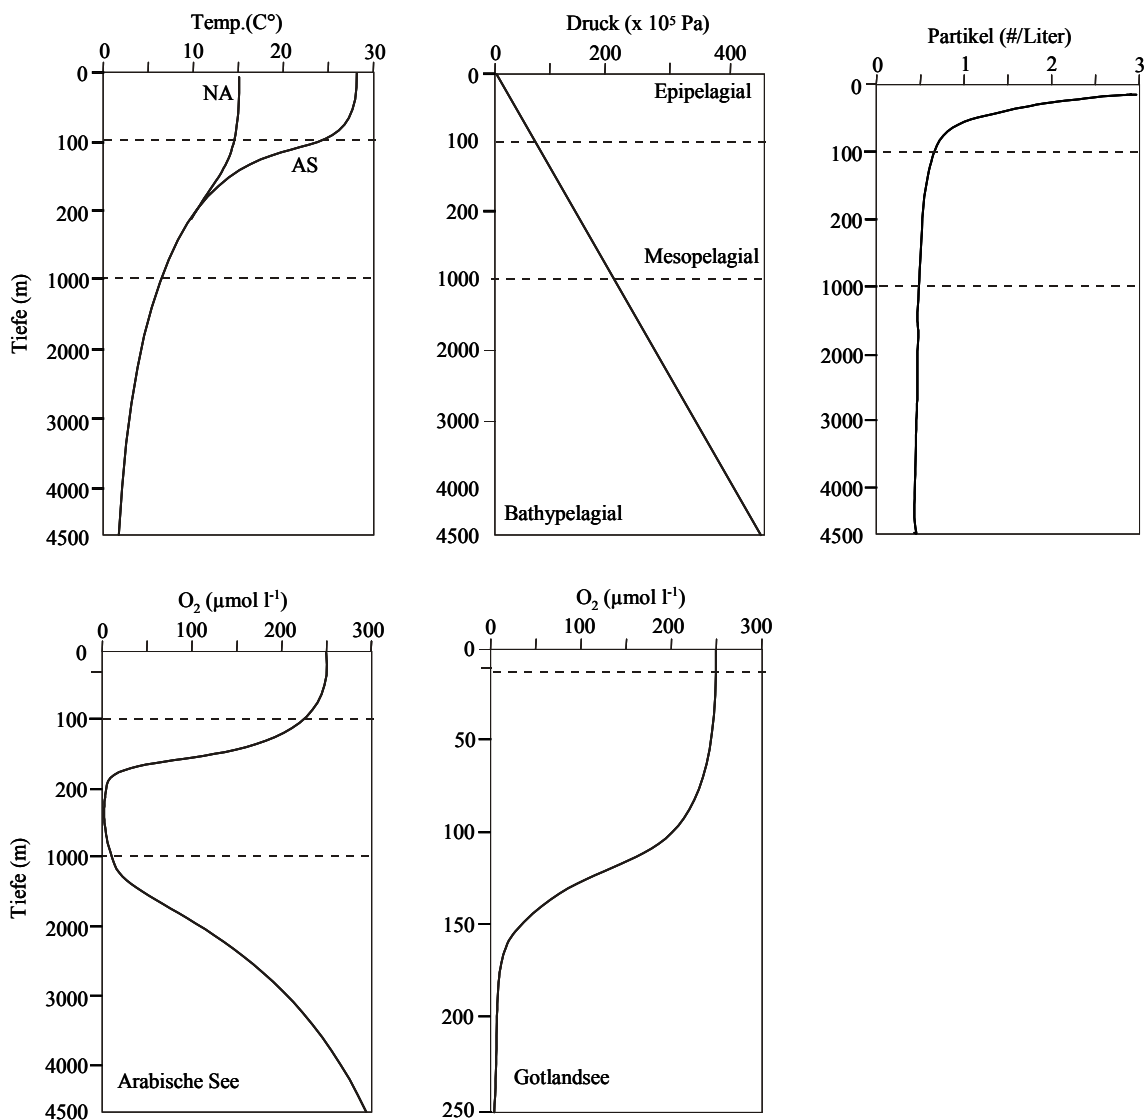 Temp.(C°)
0 10 20 30
0
100
200
1000
2000
3000
4000
4500
Tiefe (m)
NA
AS
Druck (x 10⁵ Pa)
0 200 400
0
100
200
1000
2000
3000
4000
4500
Epipelagial
Mesopelagial
Bathypelagial
Partikel (#/Liter)
0 1 2 3
0
100
200
1000
2000
3000
4000
4500
O₂ (µmol l⁻¹)
0 100 200 300
0
100
200
1000
2000
3000
4000
4500
Tiefe (m)
Arabische See
O₂ (µmol l⁻¹)
0 100 200 300
0
50
100
150
200
250
Gotlandsee